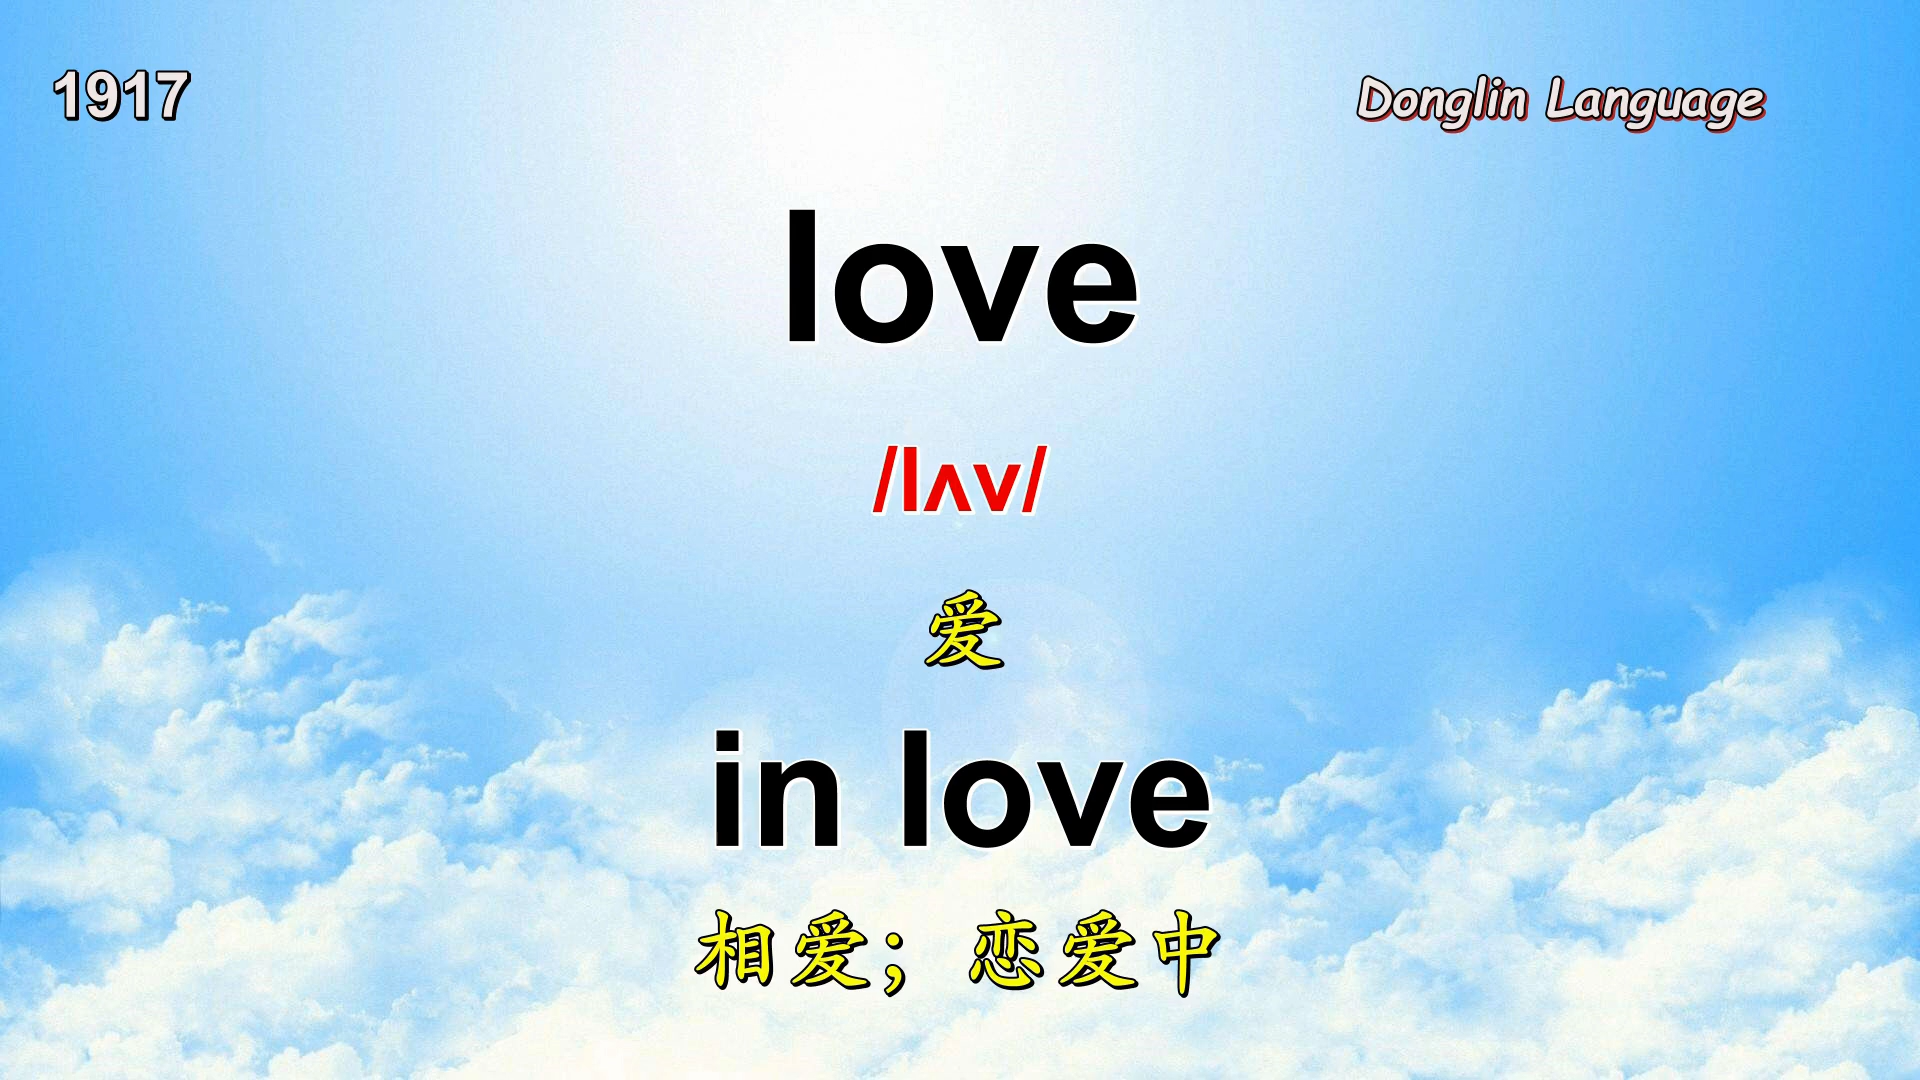 1917
Donglin Language
love
/lʌv/
爱
in love
相爱；恋爱中